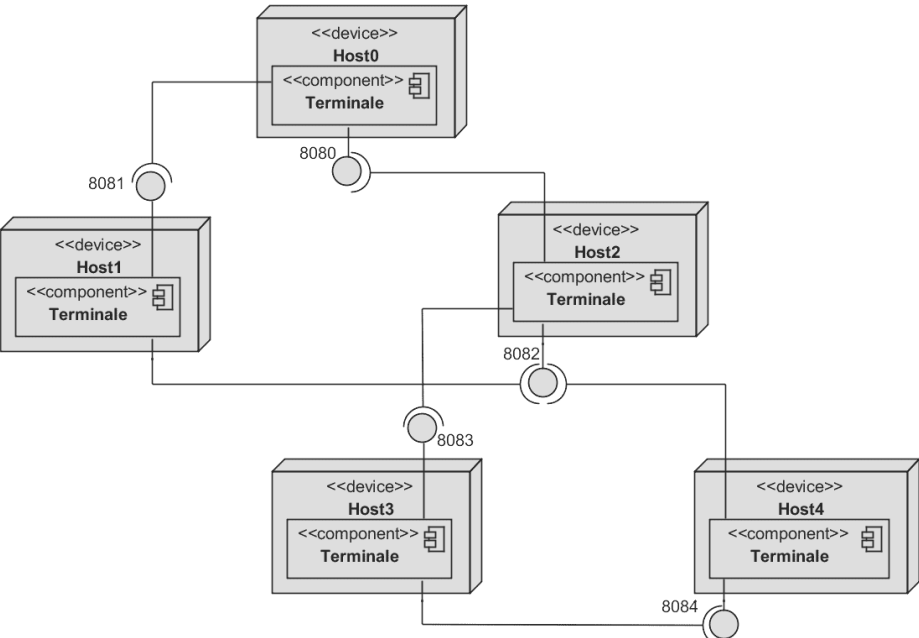 <<device>>
Host0
<<component>>
Terminale
8080
8081
<<device>>
Host1
<<component>>
Terminale
<<device>>
Host2
<<component>>
Terminale
8082
8083
<<device>>
Host3
<<component>>
Terminale
<<device>>
Host4
<<component>>
Terminale
8084